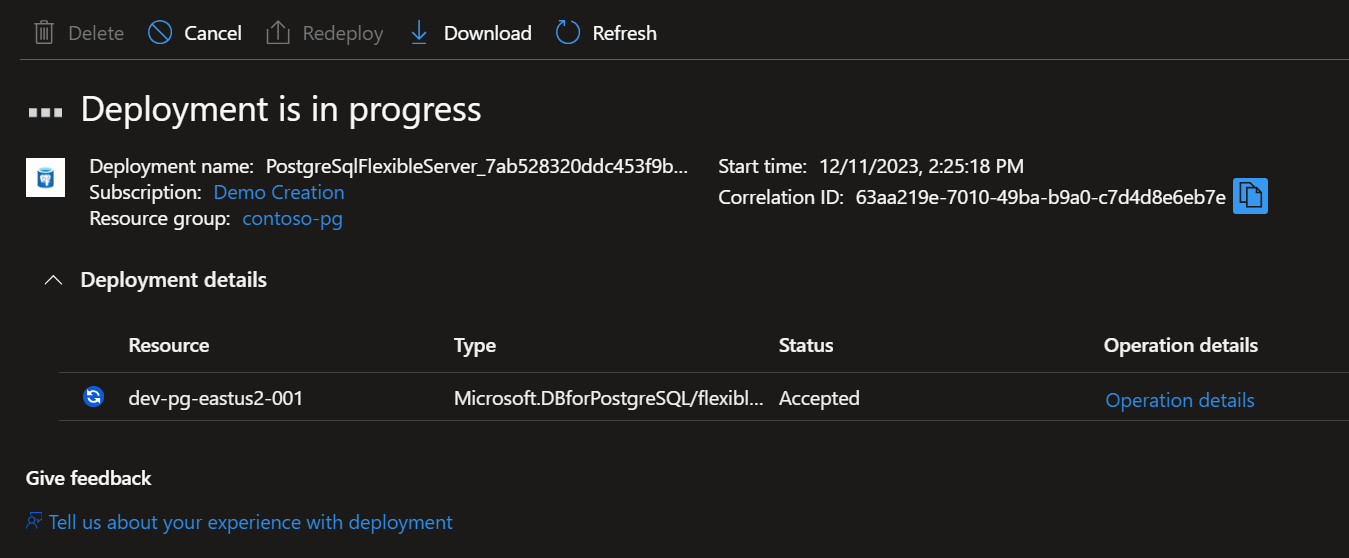 Delete Cancel Redeploy Download Refresh
Deployment is in progress
Deployment name: PostgreSqlFlexibleServer_7ab528320ddc453f9b...
Subscription: Demo Creation
Resource group: contoso-pg
Start time: 12/11/2023, 2:25:18 PM
Correlation ID: 63aa219e-7010-49ba-b9a0-c7d4d8e6eb7e
Deployment details
Resource Type Status Operation details
dev-pg-eastus2-001 Microsoft.DBforPostgreSQL/flexibl... Accepted Operation details
Give feedback
Tell us about your experience with deployment